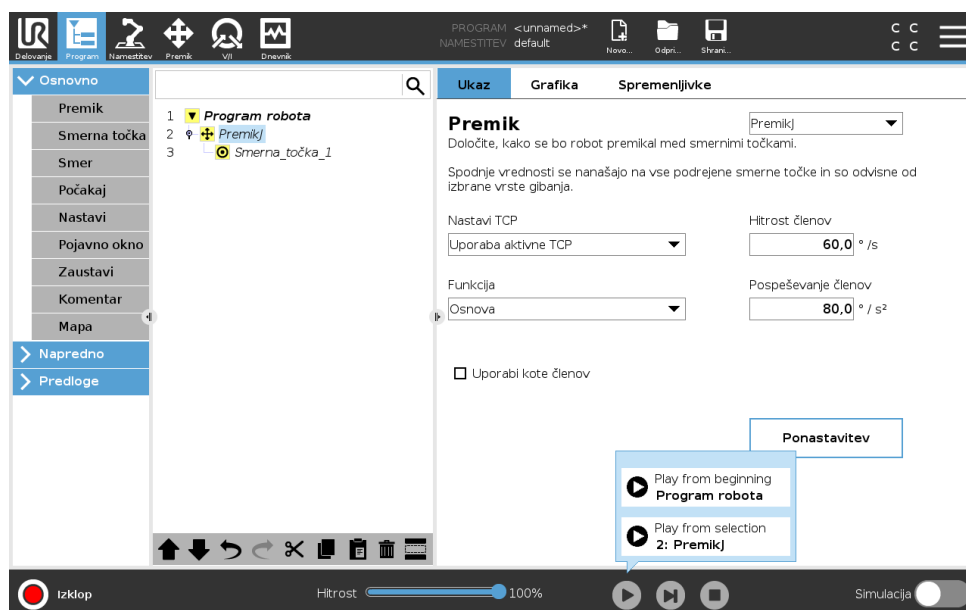 UR
PROGRAM <unnamed>*
NAMESTITEV default
Delovanje Program Namestitev Premik V/I Dnevnik Novo... Odpri... Shrani...
C C
C C
Osnovno
Premik
Smerna točka
Smer
Počakaj
Nastavi
Pojavno okno
Zaustavi
Komentar
Mapa
Napredno
Predloge
1 Program robota
2 PremikJ
3 Smerna_točka_1
Ukaz Grafika Spremenljivke
Premik PremikJ
Določite, kako se bo robot premikal med smernimi točkami.
Spodnje vrednosti se nanašajo na vse podrejene smerne točke in so odvisne od
izbrane vrste gibanja.
Nastavi TCP Hitrost členov
Uporaba aktivne TCP 60,0 °/s
Funkcija Pospeševanje členov
Osnova 80,0 °/s²
Uporabi kote členov
Ponastavitev
Play from beginning
Program robota
Play from selection
2: PremikJ
Izklop Hitrost 100% Simulacija